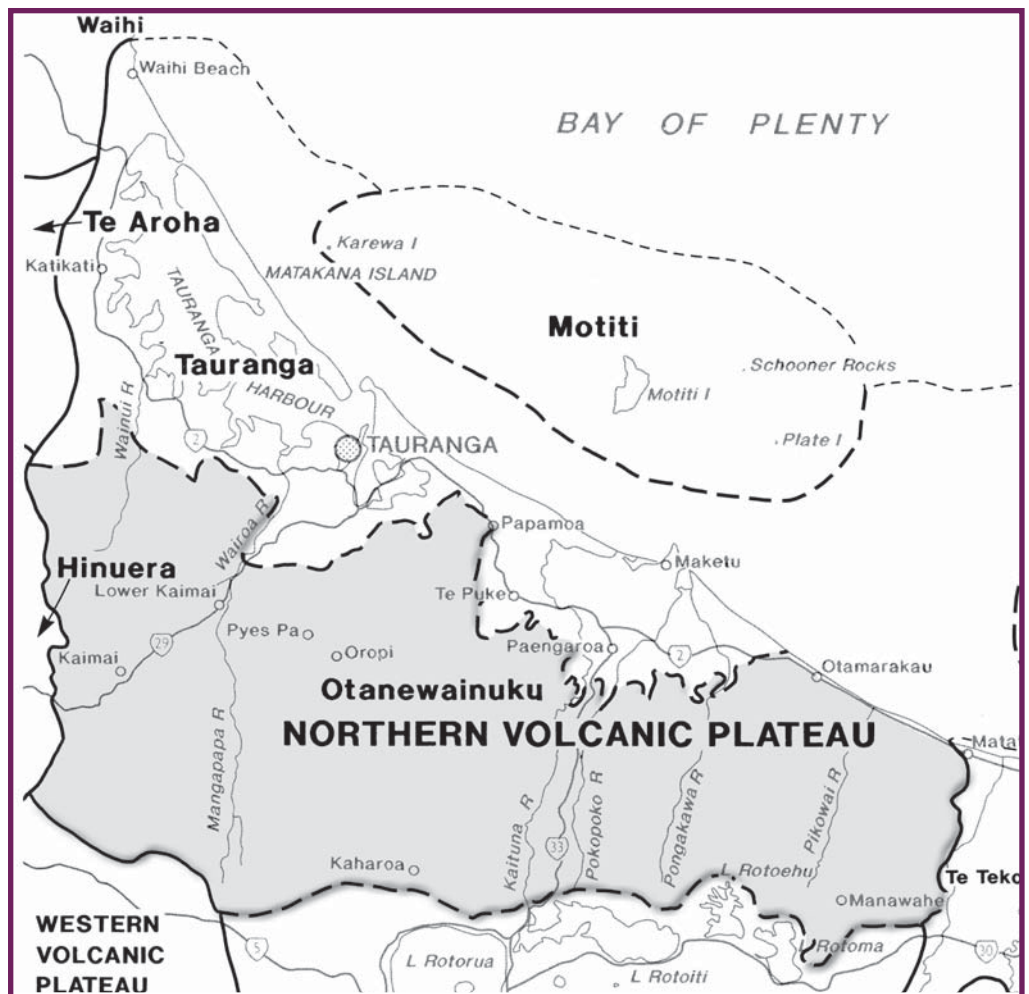 Waihi
Waihi Beach
BAY OF PLENTY
Te Aroha
Karewa I
Katikati
MATAKANA ISLAND
TAURANGA
HARBOUR
Motiti
Tauranga
Schooner Rocks
Motiti I
Wainui R
2
TAURANGA
Plate I
Wairoa R
Papamoa
Hinuera
Maketu
Lower Kaimai
Te Puke
Pyes Pa
29
Paengaroa
2
Kaimai
Oropi
Otamarakau
Otanewainuku
NORTHERN VOLCANIC PLATEAU
Mata
Mangapapa R
Kaituna R
33
Pokopoko R
Pongakawa R
Pikowai R
Kaharoa
L Rotoehu
Te Teko
Manawahe
WESTERN
VOLCANIC
PLATEAU
5
L Rotorua
L Rotoiti
L Rotoma
30